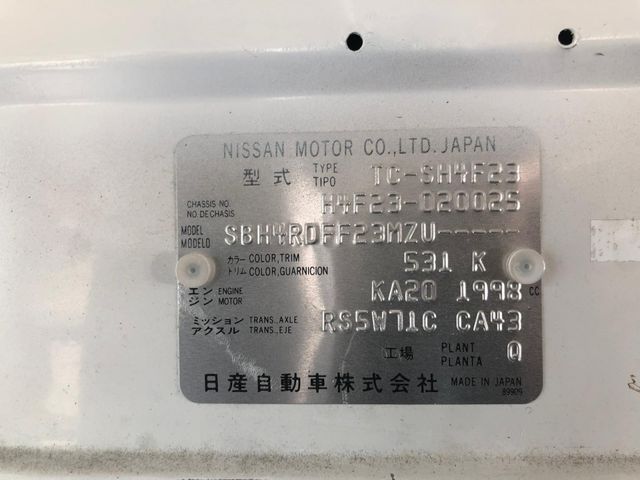 NISSAN MOTOR CO.,LTD. JAPAN
型式 TYPE TIPO TC-SH4F23
CHASSIS NO. NO. DE CHASIS H4F23-020025
MODEL MODELO SBH4RDFF23MZU-----
カラー COLOR, TRIM トリム COLOR, GUARNICION 531 K
エンジン ENGINE MOTOR KA20 1998 CC
ミッション TRANS., AXLE アクスル TRANS., EJE RS5W71C CA43
工場 PLANT PLANTA Q
日産自動車株式会社 MADE IN JAPAN
89909